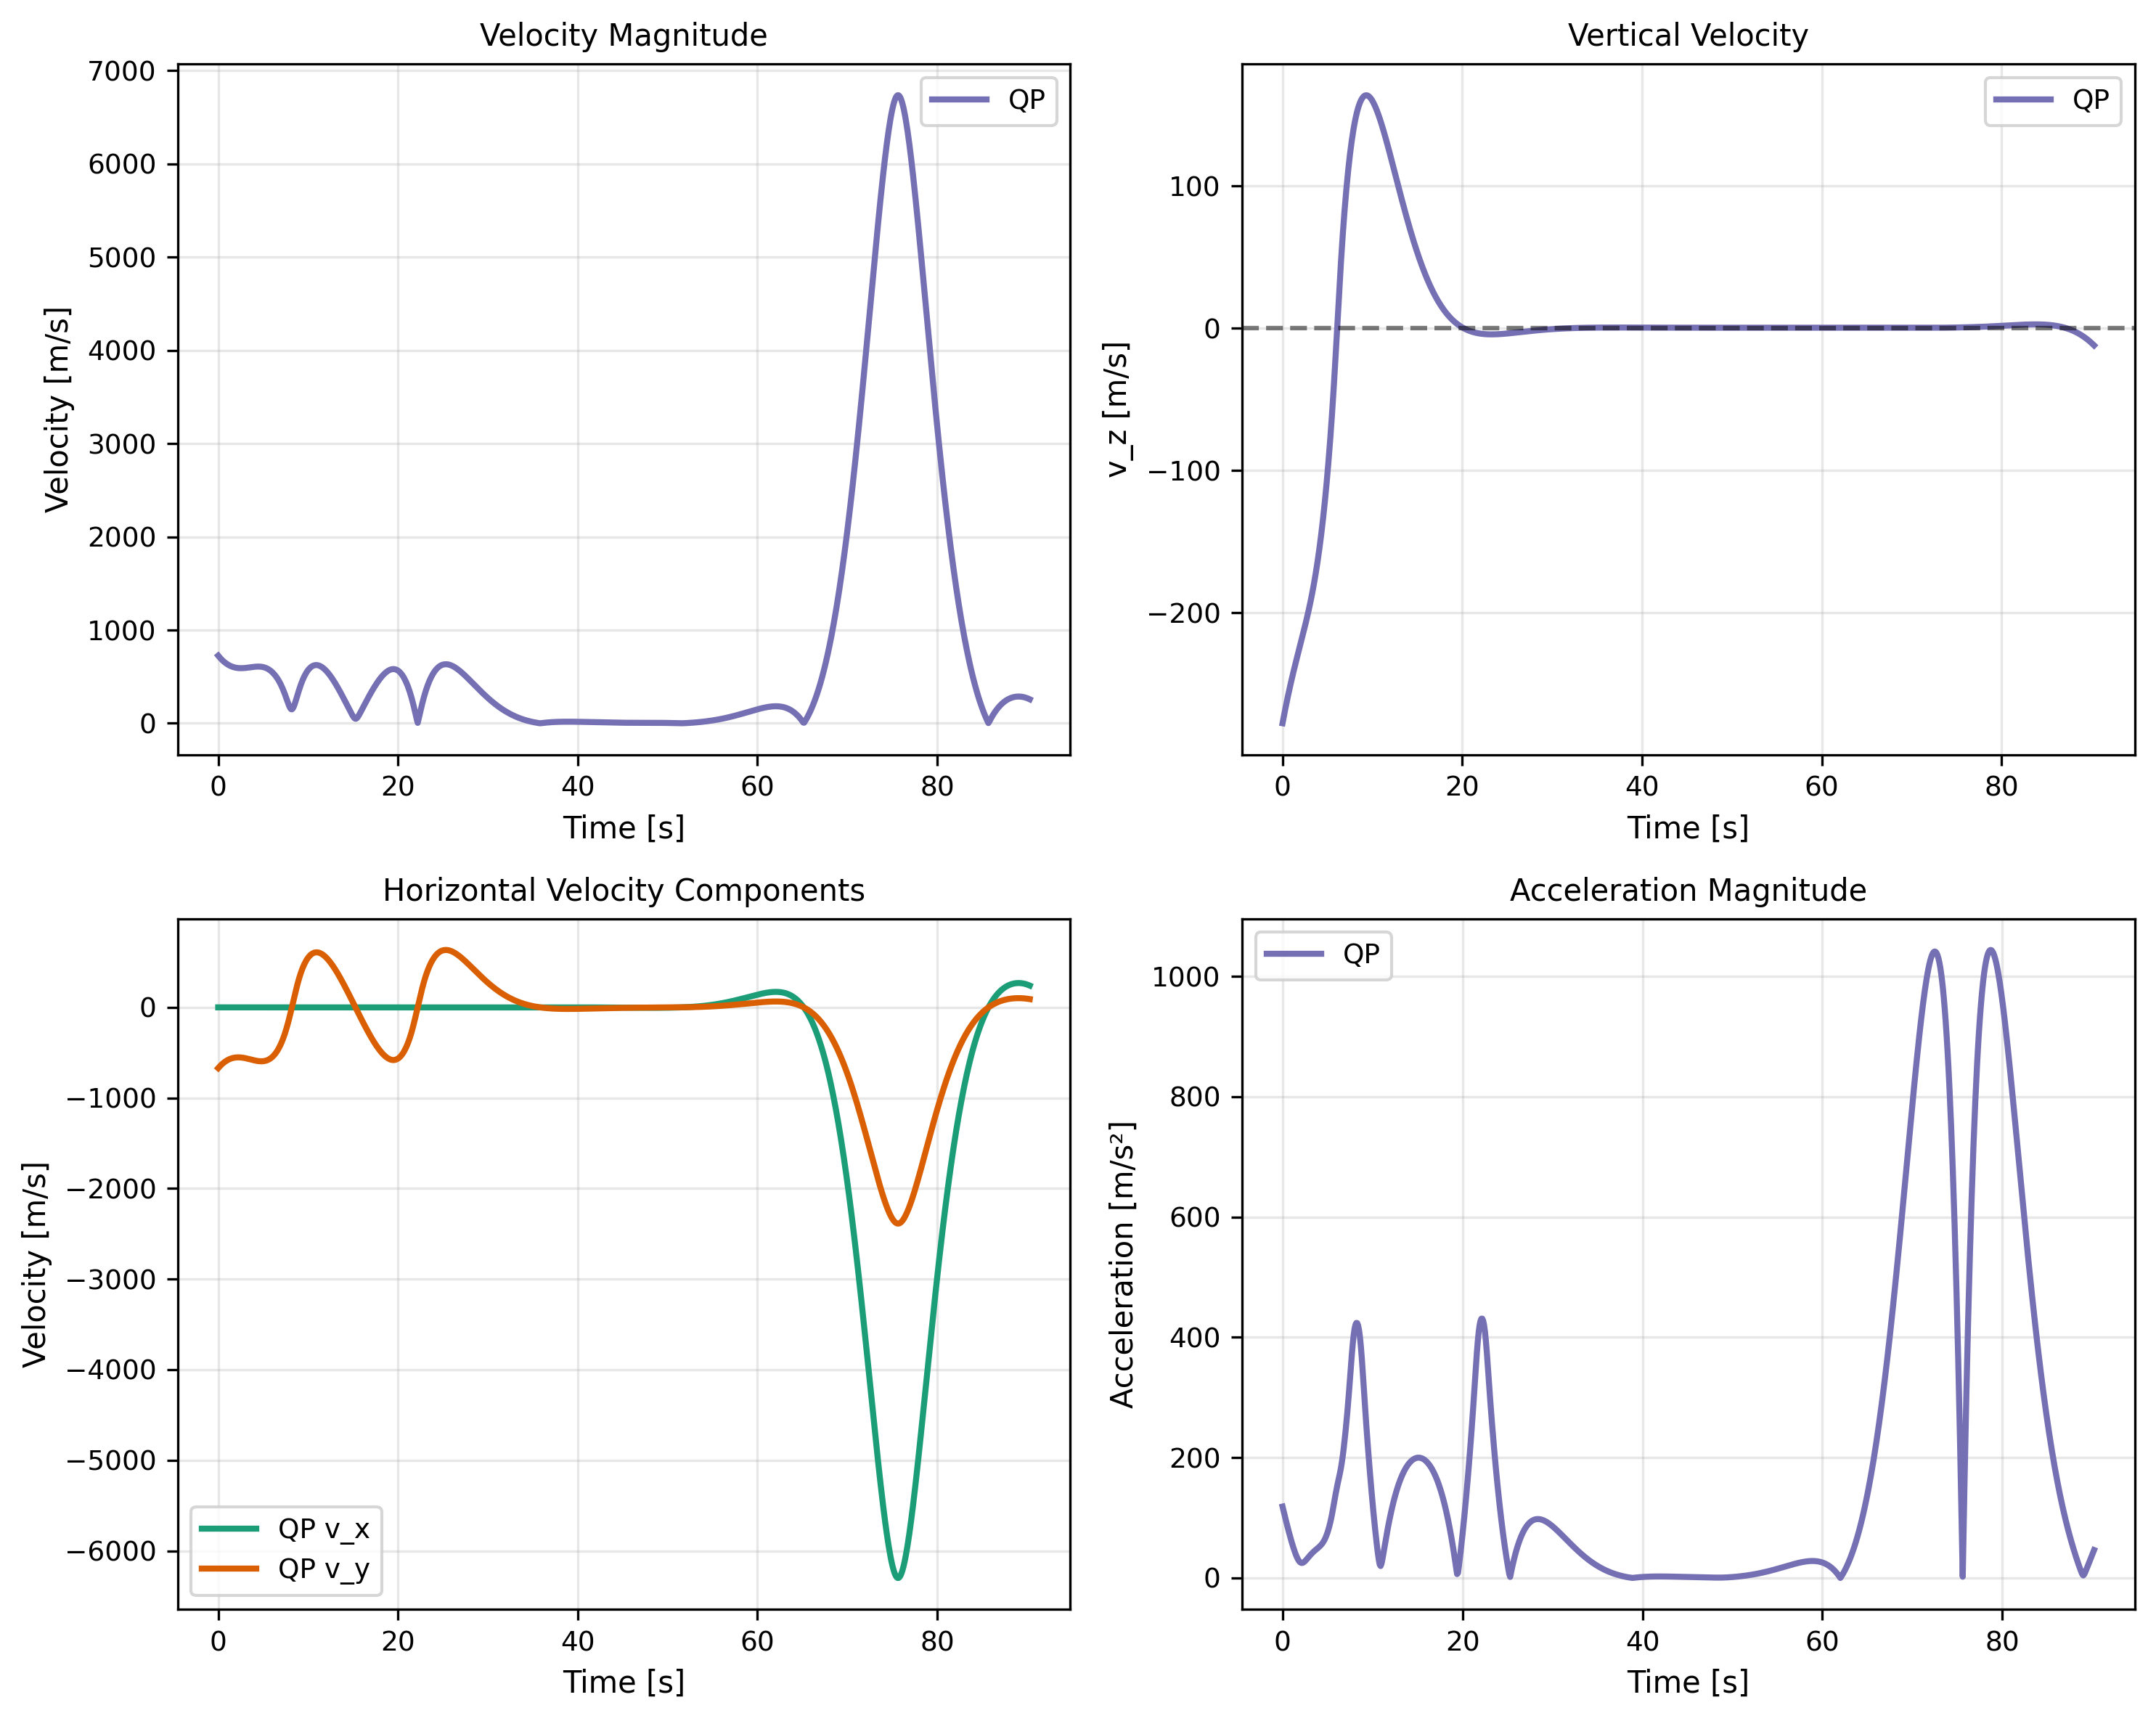 Velocity Magnitude
Velocity [m/s]
7000
6000
5000
4000
3000
2000
1000
0
QP
0 20 40 60 80
Time [s]
Vertical Velocity
v_z [m/s]
100
0
−100
−200
QP
0 20 40 60 80
Time [s]
Horizontal Velocity Components
Velocity [m/s]
0
−1000
−2000
−3000
−4000
−5000
−6000
QP v_x
QP v_y
0 20 40 60 80
Time [s]
Acceleration Magnitude
Acceleration [m/s²]
1000
800
600
400
200
0
QP
0 20 40 60 80
Time [s]